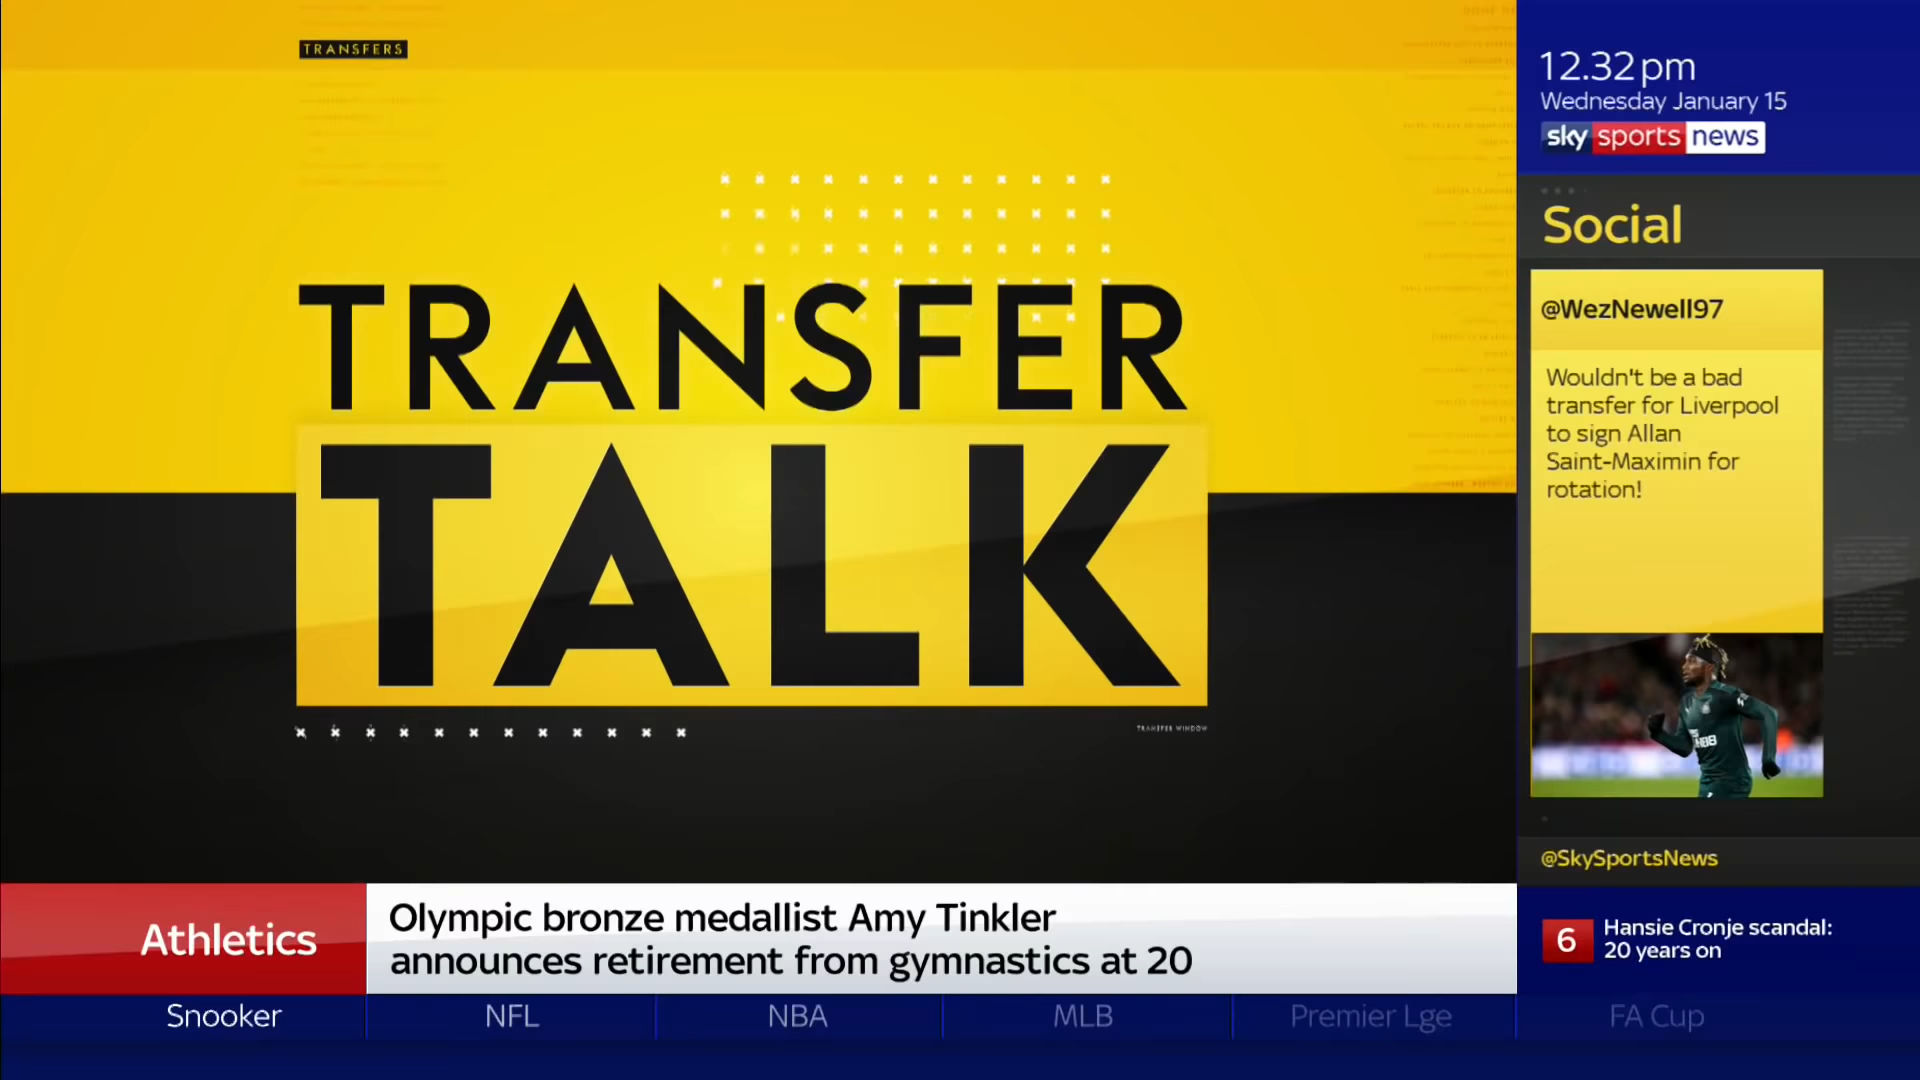 TRANSFERS
TRANSFER
TALK
TRANSFER WINDOW
12.32pm
Wednesday January 15
sky sports news
Social
@WezNewell97
Wouldn't be a bad
transfer for Liverpool
to sign Allan
Saint-Maximin for
rotation!
@SkySportsNews
Athletics
Olympic bronze medallist Amy Tinkler
announces retirement from gymnastics at 20
6
Hansie Cronje scandal:
20 years on
Snooker
NFL
NBA
MLB
Premier Lge
FA Cup